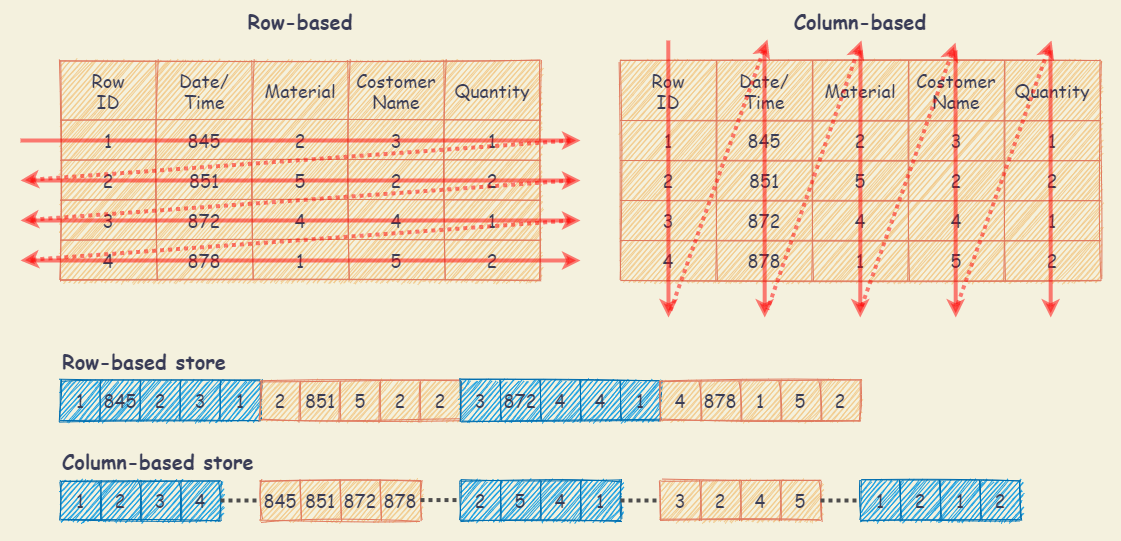 Row-based
Row ID Date/Time Material Costomer Name Quantity
1 845 2 3 1
2 851 5 2 2
3 872 4 4 1
4 878 1 5 2
Column-based
Row ID Date/Time Material Costomer Name Quantity
1 845 2 3 1
2 851 5 2 2
3 872 4 4 1
4 878 1 5 2
Row-based store
1 845 2 3 1 2 851 5 2 2 3 872 4 4 1 4 878 1 5 2
Column-based store
1 2 3 4 845 851 872 878 2 5 4 1 3 2 4 5 1 2 1 2